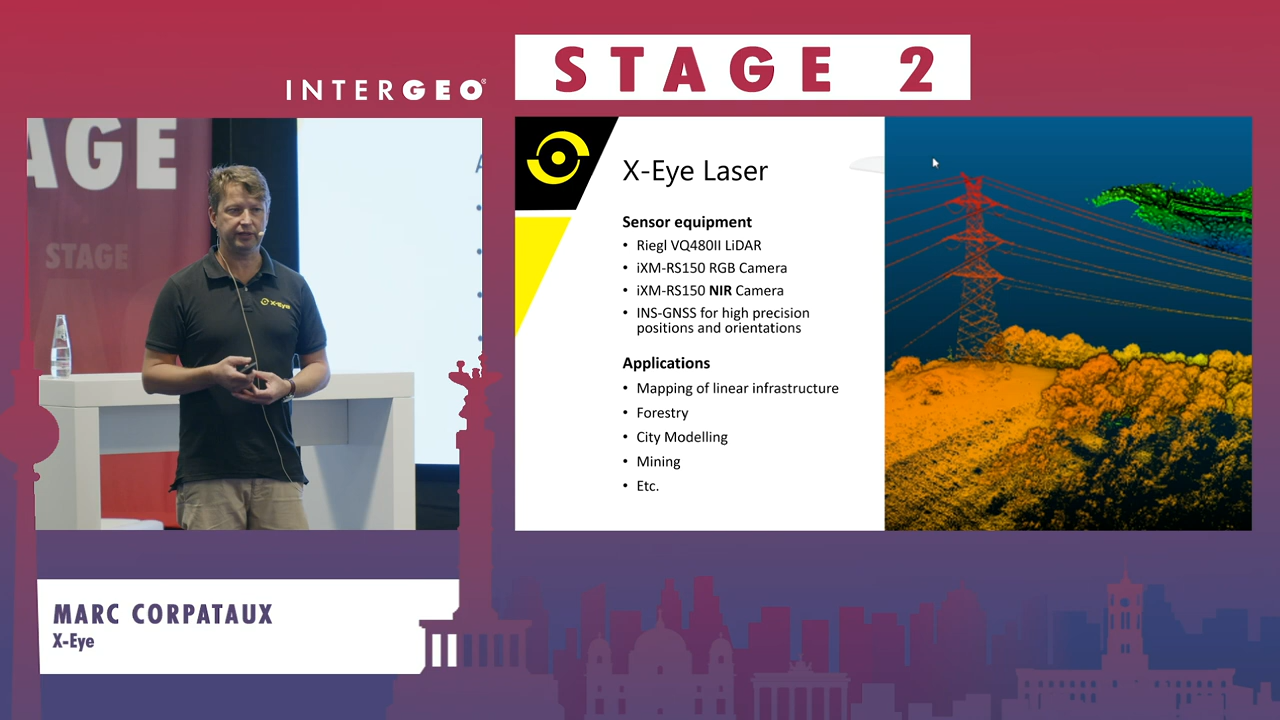 INTERGEO®
STAGE 2
AGE
STAGE
X-Eye
X-Eye Laser
Sensor equipment
• Riegl VQ480II LiDAR
• iXM-RS150 RGB Camera
• iXM-RS150 NIR Camera
• INS-GNSS for high precision
positions and orientations
Applications
• Mapping of linear infrastructure
• Forestry
• City Modelling
• Mining
• Etc.
MARC CORPATAUX
X-Eye